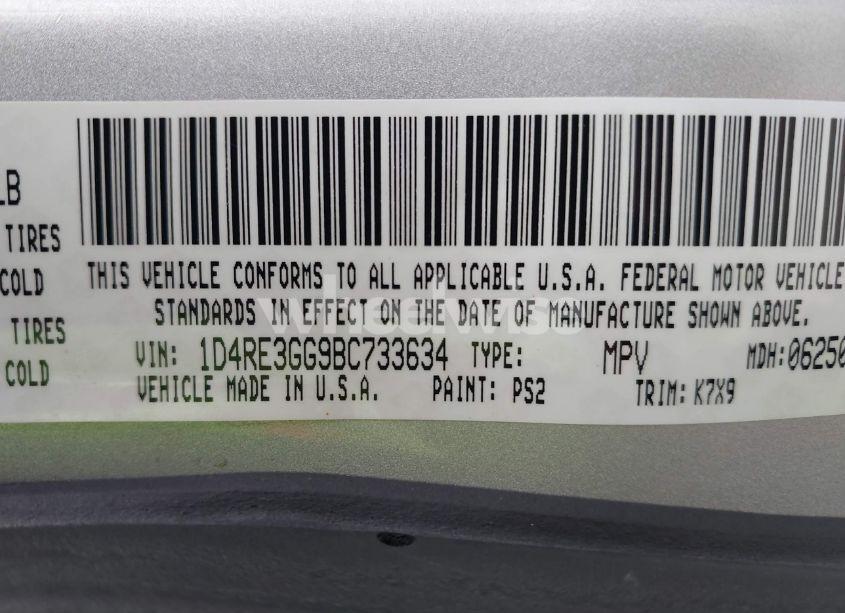 LB
TIRES
COLD
TIRES
COLD
THIS VEHICLE CONFORMS TO ALL APPLICABLE U.S.A. FEDERAL MOTOR VEHICLE
STANDARDS IN EFFECT ON THE DATE OF MANUFACTURE SHOWN ABOVE.
VIN: 1D4RE3GG9BC733634 TYPE: MPV MDH:06250
VEHICLE MADE IN U.S.A. PAINT: PS2 TRIM: K7X9